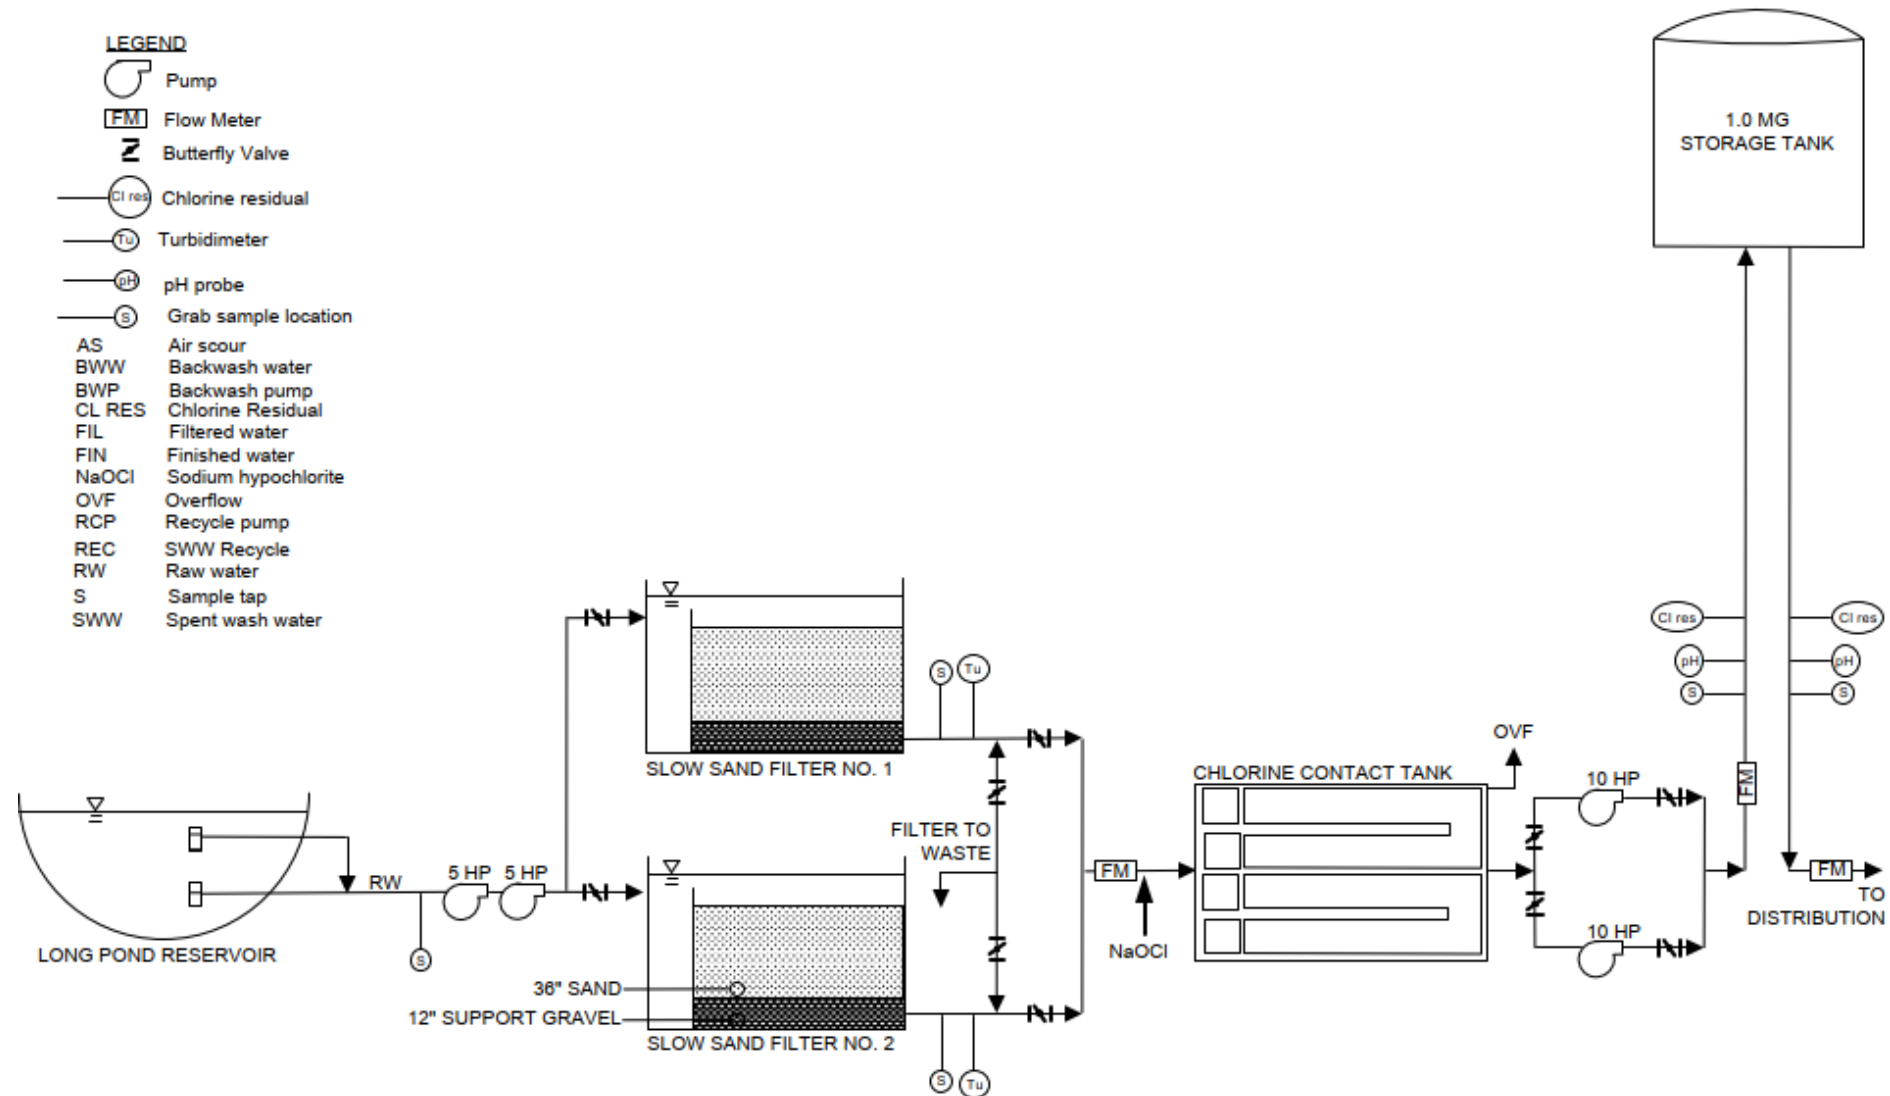 LEGEND
Pump
FM Flow Meter
Butterfly Valve
Cl res Chlorine residual
Tu Turbidimeter
pH pH probe
S Grab sample location
AS Air scour
BWW Backwash water
BWP Backwash pump
CL RES Chlorine Residual
FIL Filtered water
FIN Finished water
NaOCl Sodium hypochlorite
OVF Overflow
RCP Recycle pump
REC SWW Recycle
RW Raw water
S Sample tap
SWW Spent wash water
1.0 MG
STORAGE TANK
Cl res
Cl res
pH
pH
S
S
S
Tu
SLOW SAND FILTER NO. 1
OVF
CHLORINE CONTACT TANK
10 HP
FM
FILTER TO
WASTE
RW
5 HP
5 HP
FM
FM
TO
DISTRIBUTION
NaOCl
10 HP
LONG POND RESERVOIR
S
36" SAND
12" SUPPORT GRAVEL
SLOW SAND FILTER NO. 2
S
Tu